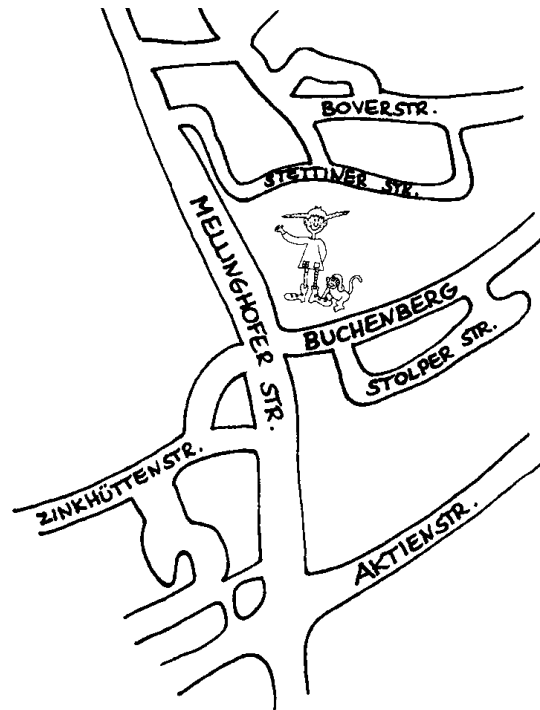 BOVERSTR.
STETTINER STR.
MELLINGHOFER STR.
BUCHENBERG
STOLPER STR.
ZINKHÜTTENSTR.
AKTIENSTR.